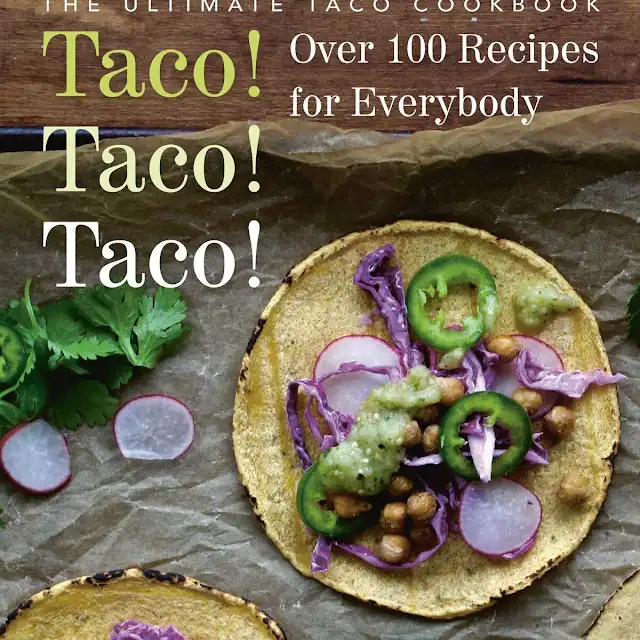 THE ULTIMATE TACO COOKBOOK
Taco!
Over 100 Recipes
for Everybody
Taco!
Taco!